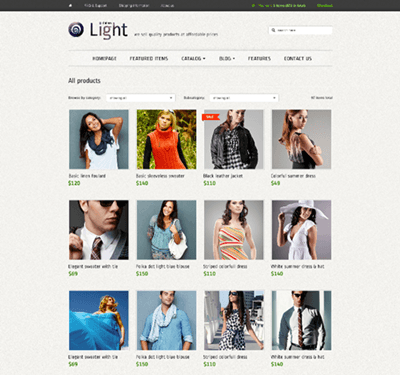 Light
we sell quality products at affordable prices
HOMEPAGE FEATURED ITEMS CATALOG BLOG FEATURES CONTACT US
All products
Browse by category:
Subcategory:
SALE
Basic linen foulard Basic sleeveless sweater Black leather jacket Colorful summer dress
$120 $140 $110 $40
Elegant sweater with tie Polka dot light blue blouse Striped colorful dress White summer dress & hat
$69 $150 $110 $140
Elegant sweater with tie Polka dot light blue blouse Striped colorful dress White summer dress & hat
$69 $150 $110 $140